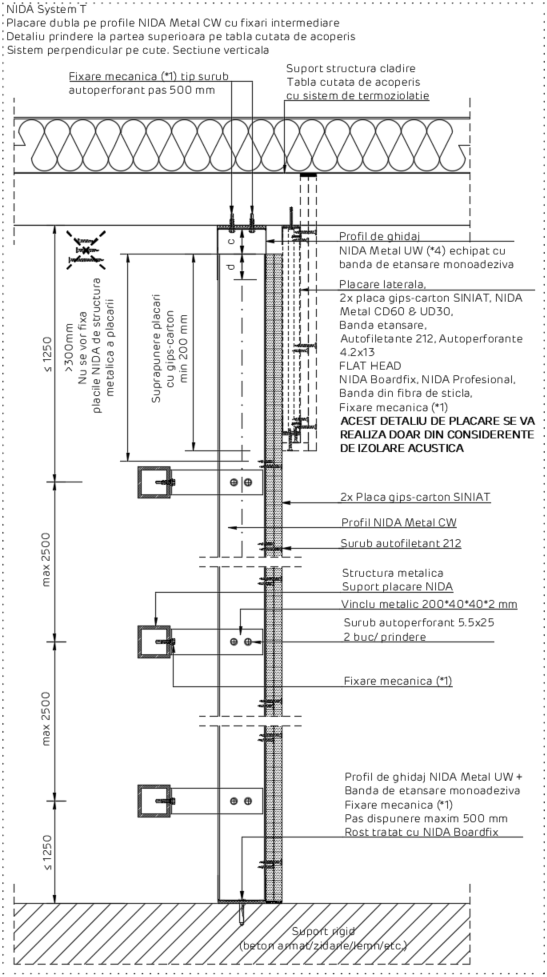 NIDA System T
Placare dubla pe profile NIDA Metal CW cu fixari intermediare
Detaliu prindere la partea superioara pe tabla cutata de acoperis
Sistem perpendicular pe cute. Sectiune verticala
Fixare mecanica (*1) tip surub
autoperforant pas 500 mm
Suport structura cladire
Tabla cutata de acoperis
cu sistem de termoziolatie
c
d
≤ 1250
>300mm
Nu se vor fixa
placile NIDA de structura
metalica a placarii
Suprapunere placari
cu gips-carton
min 200 mm
Profil de ghidaj
NIDA Metal UW (*4) echipat cu
banda de etansare monoadeziva
Placare laterala,
2x placa gips-carton SINIAT, NIDA
Metal CD60 & UD30,
Banda etansare,
Autofiletante 212, Autoperforante
4.2x13
FLAT HEAD
NIDA Boardfix, NIDA Profesional,
Banda din fibra de sticla,
Fixare mecanica (*1)
ACEST DETALIU DE PLACARE SE VA
REALIZA DOAR DIN CONSIDERENTE
DE IZOLARE ACUSTICA
2x Placa gips-carton SINIAT
Profil NIDA Metal CW
Surub autofiletant 212
max 2500
Structura metalica
Suport placare NIDA
Vinclu metalic 200*40*40*2 mm
Surub autoperforant 5.5x25
2 buc/ prindere
Fixare mecanica (*1)
max 2500
Profil de ghidaj NIDA Metal UW +
Banda de etansare monoadeziva
Fixare mecanica (*1)
Pas dispunere maxim 500 mm
Rost tratat cu NIDA Boardfix
≤ 1250
Suport rigid
(beton armat/zidarie/lemn/etc.)